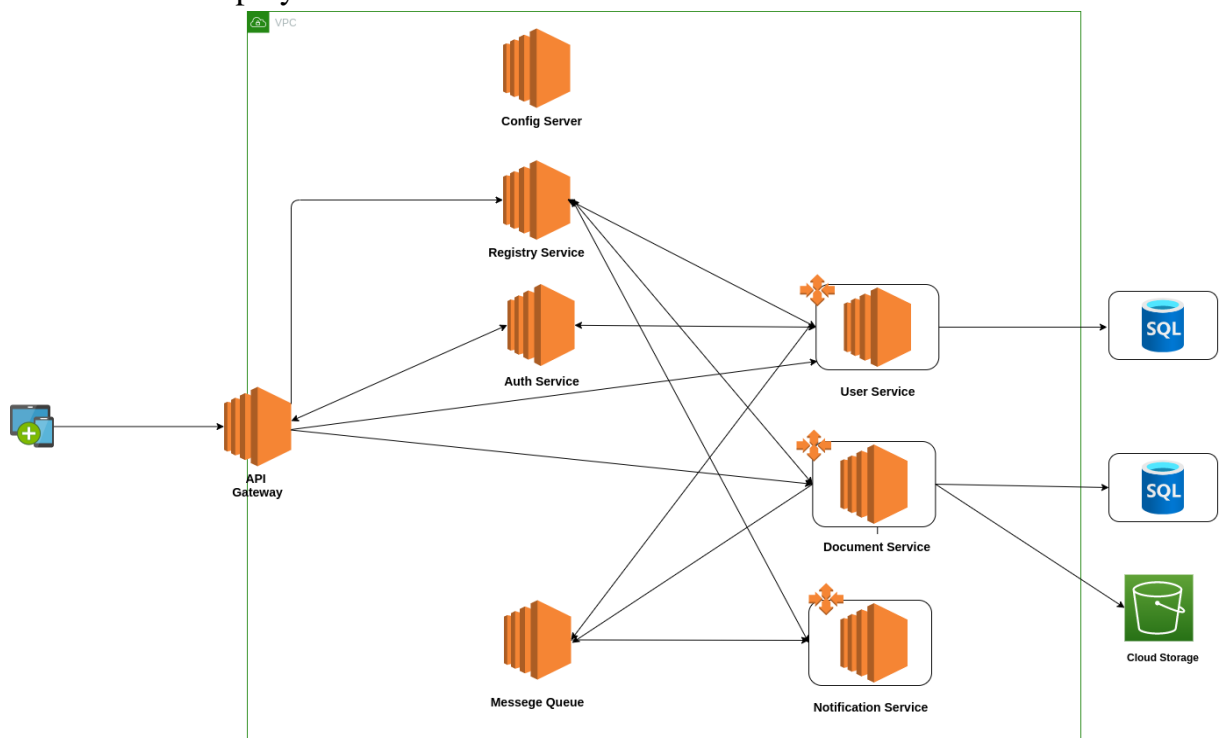 VPC
Config Server
Registry Service
Auth Service
User Service
SQL
API
Gateway
Document Service
SQL
Cloud Storage
Messege Queue
Notification Service